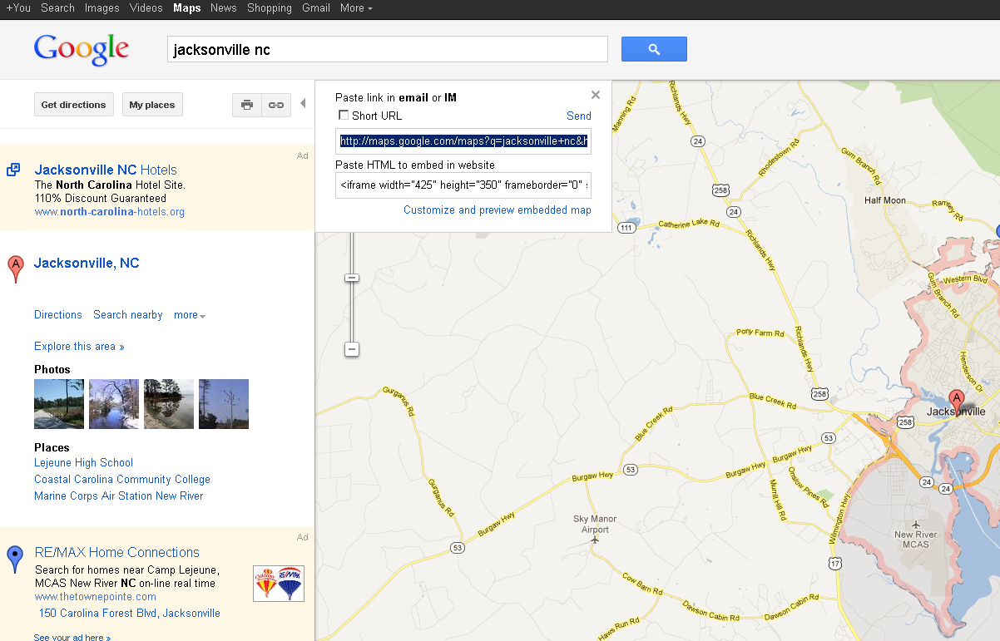 +You Search Images Videos Maps News Shopping Gmail More
Google
jacksonville nc
Get directions
My places
Paste link in email or IM
Short URL
Send
http://maps.google.com/maps?q=jacksonville+nc&h
Paste HTML to embed in website
<iframe width="425" height="350" frameborder="0" s
Customize and preview embedded map
Ad
Jacksonville NC Hotels
The North Carolina Hotel Site.
110% Discount Guaranteed
www.north-carolina-hotels.org
A
Jacksonville, NC
Directions Search nearby more
Explore this area »
Photos
Places
Lejeune High School
Coastal Carolina Community College
Marine Corps Air Station New River
Ad
RE/MAX Home Connections
Search for homes near Camp Lejeune,
MCAS New River NC on-line real time
www.thetownepointe.com
150 Carolina Forest Blvd, Jacksonville
RE/MAX
See your ad here »
Manning Rd
Richlands Hwy
24
Rhodestown Rd
Gum Branch Rd
258
Half Moon
Ramsey Rd
24
111
Catherine Lake Rd
Richlands Hwy
Western Blvd
Gum Branch Rd
Pony Farm Rd
Richlands Hwy
Henderson Dr
Gurganus Rd
258
Blue Creek Rd
A
Jacksonville
Blue Creek Rd
258
53
Burgaw Hwy
53
Burgaw Hwy
Burgaw Hwy
Onslow Pines Rd
24
24
Gurganus Rd
Murrill Hill Rd
Burgaw Hwy
Sky Manor
Airport
Wilmington Hwy
New River
MCAS
53
17
Cow Barn Rd
Dawson Cabin Rd
Dawson Cabin Rd
Haws Run Rd